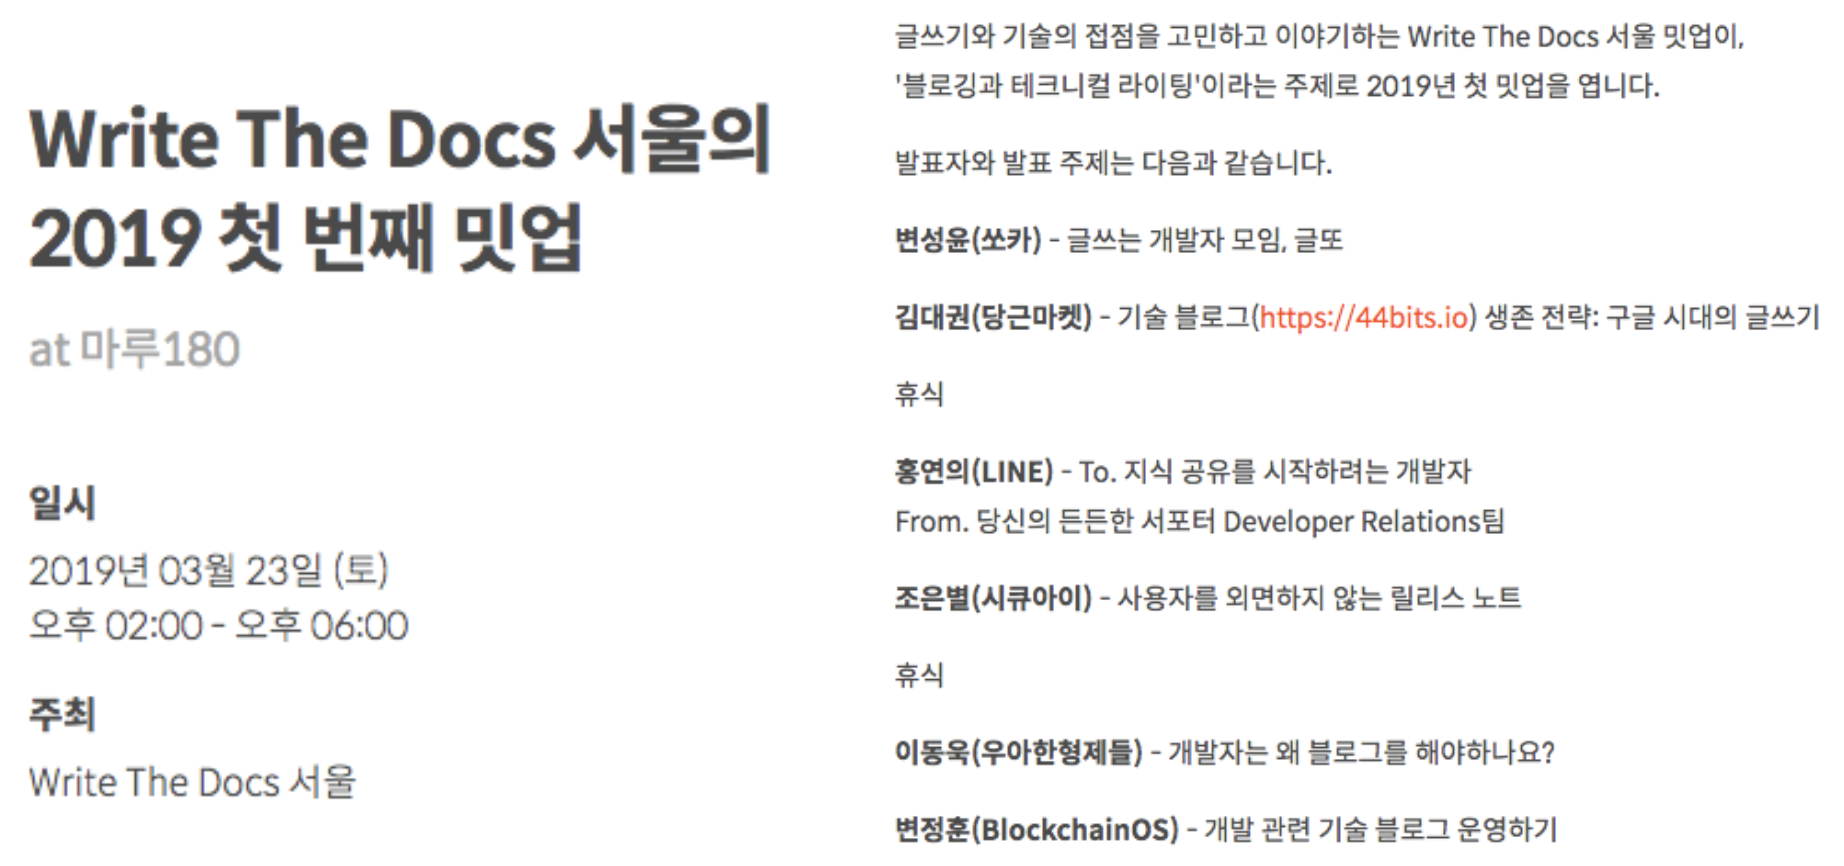 Write The Docs 서울의
2019 첫 번째 밋업
at 마루180
일시
2019년 03월 23일 (토)
오후 02:00 - 오후 06:00
주최
Write The Docs 서울
글쓰기와 기술의 접점을 고민하고 이야기하는 Write The Docs 서울 밋업이,
'블로깅과 테크니컬 라이팅'이라는 주제로 2019년 첫 밋업을 엽니다.
발표자와 발표 주제는 다음과 같습니다.
변성윤(쏘카) - 글쓰는 개발자 모임, 글또
김대권(당근마켓) - 기술 블로그(https://44bits.io) 생존 전략: 구글 시대의 글쓰기
휴식
홍연의(LINE) - To. 지식 공유를 시작하려는 개발자
From. 당신의 든든한 서포터 Developer Relations팀
조은별(시큐아이) - 사용자를 외면하지 않는 릴리스 노트
휴식
이동욱(우아한형제들) - 개발자는 왜 블로그를 해야하나요?
변정훈(BlockchainOS) - 개발 관련 기술 블로그 운영하기